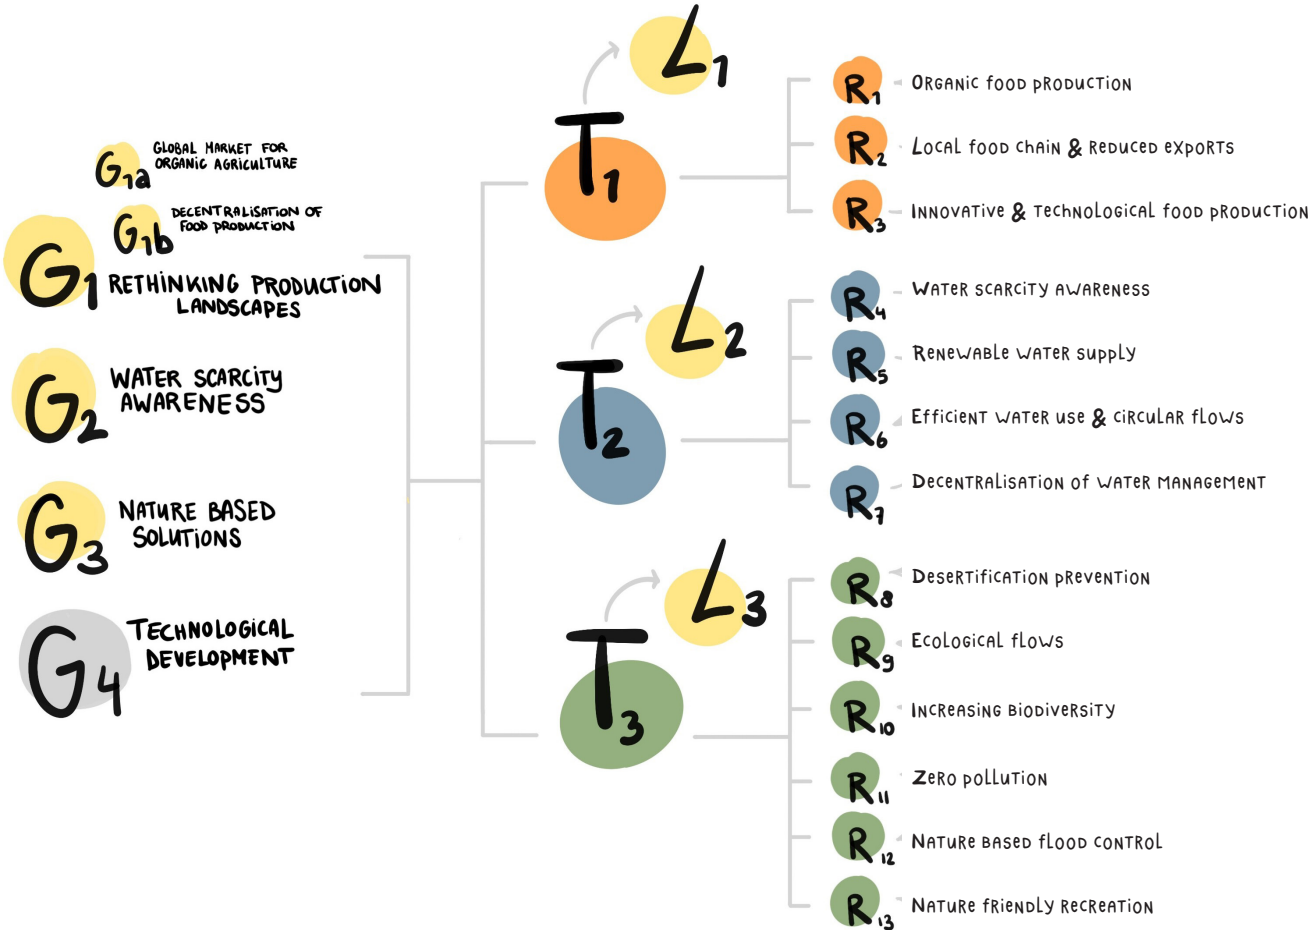 G1a GLOBAL MARKET FOR
ORGANIC AGRICULTURE
G1b DECENTRALISATION OF
FOOD PRODUCTION
G1 RETHINKING PRODUCTION
LANDSCAPES
G2 WATER SCARCITY
AWARENESS
G3 NATURE BASED
SOLUTIONS
G4 TECHNOLOGICAL
DEVELOPMENT
L1
T1
L2
T2
L3
T3
R1 ORGANIC FOOD PRODUCTION
R2 LOCAL FOOD CHAIN & REDUCED EXPORTS
R3 INNOVATIVE & TECHNOLOGICAL FOOD PRODUCTION
R4 WATER SCARCITY AWARENESS
R5 RENEWABLE WATER SUPPLY
R6 EFFICIENT WATER USE & CIRCULAR FLOWS
R7 DECENTRALISATION OF WATER MANAGEMENT
R8 DESERTIFICATION PREVENTION
R9 ECOLOGICAL FLOWS
R10 INCREASING BIODIVERSITY
R11 ZERO POLLUTION
R12 NATURE BASED FLOOD CONTROL
R13 NATURE FRIENDLY RECREATION